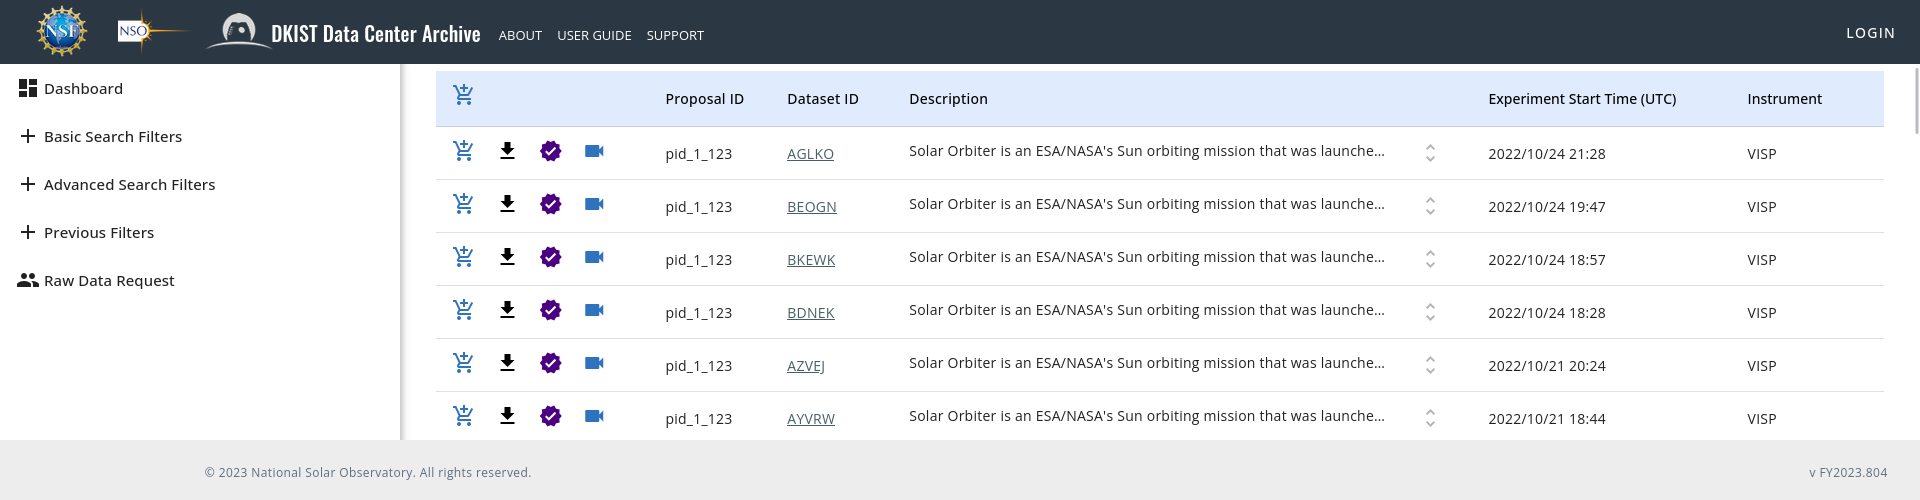 NSF NSO DKIST Data Center Archive ABOUT USER GUIDE SUPPORT LOGIN
Dashboard
Basic Search Filters
Advanced Search Filters
Previous Filters
Raw Data Request
Proposal ID Dataset ID Description Experiment Start Time (UTC) Instrument
pid_1_123 AGLKO Solar Orbiter is an ESA/NASA's Sun orbiting mission that was launche... 2022/10/24 21:28 VISP
pid_1_123 BEOGN Solar Orbiter is an ESA/NASA's Sun orbiting mission that was launche... 2022/10/24 19:47 VISP
pid_1_123 BKEWK Solar Orbiter is an ESA/NASA's Sun orbiting mission that was launche... 2022/10/24 18:57 VISP
pid_1_123 BDNEK Solar Orbiter is an ESA/NASA's Sun orbiting mission that was launche... 2022/10/24 18:28 VISP
pid_1_123 AZVEJ Solar Orbiter is an ESA/NASA's Sun orbiting mission that was launche... 2022/10/21 20:24 VISP
pid_1_123 AYVRW Solar Orbiter is an ESA/NASA's Sun orbiting mission that was launche... 2022/10/21 18:44 VISP
© 2023 National Solar Observatory. All rights reserved. v FY2023.804